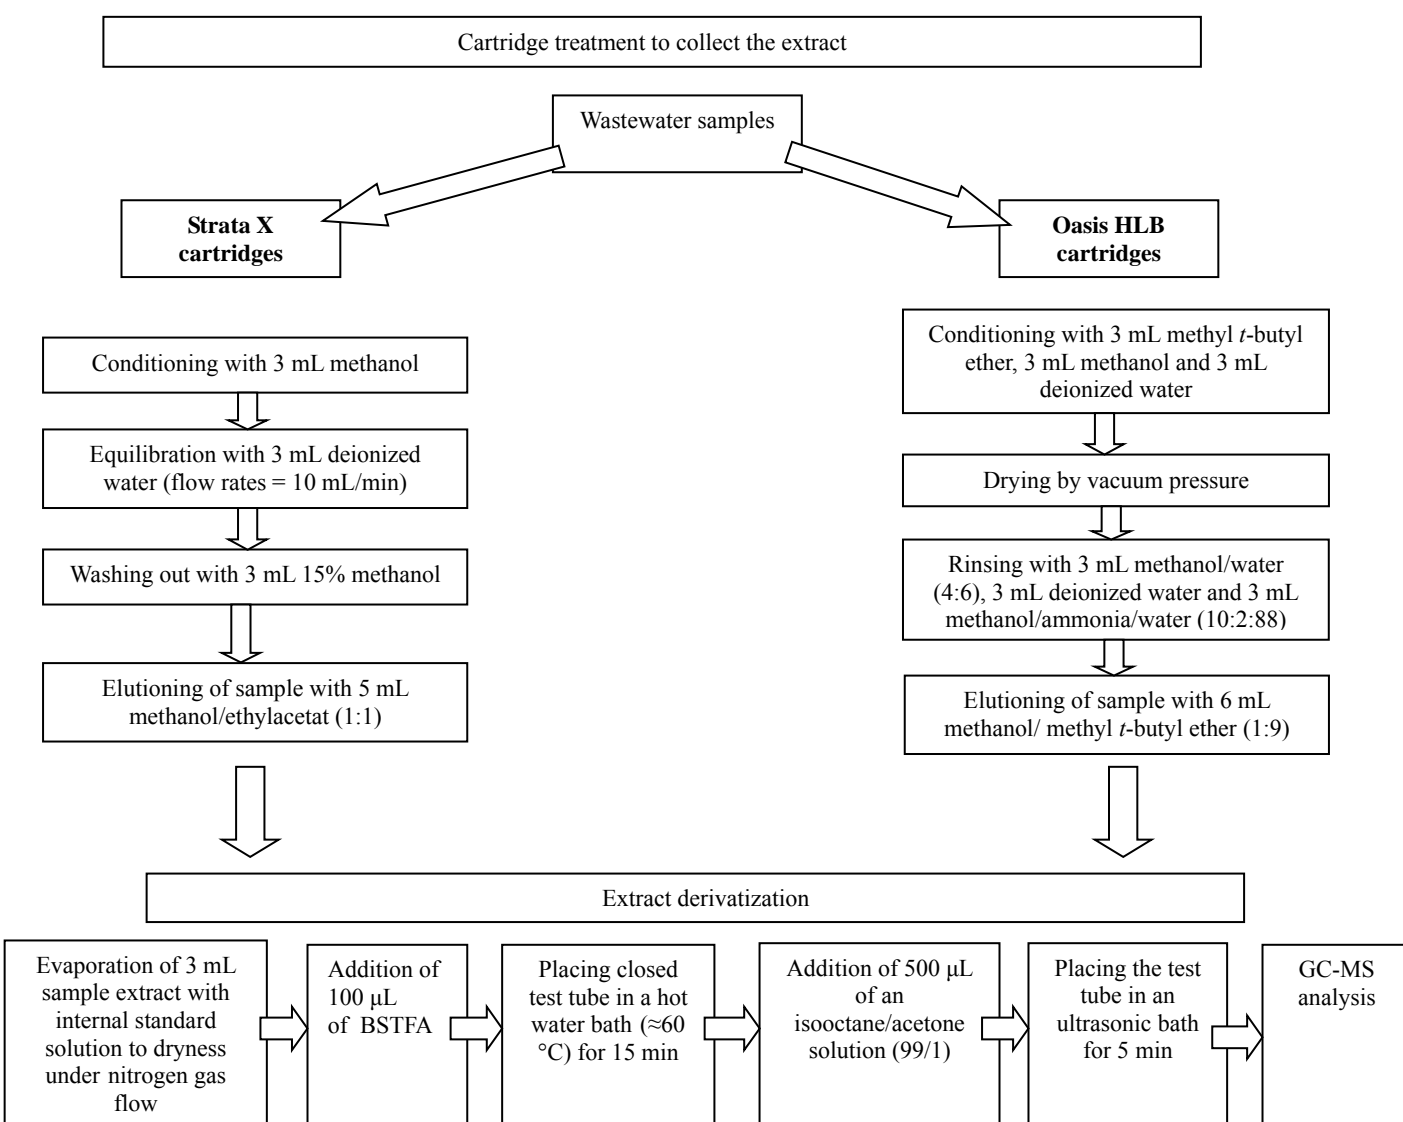 Cartridge treatment to collect the extract
Wastewater samples
Strata X
cartridges
Oasis HLB
cartridges
Conditioning with 3 mL methanol
Equilibration with 3 mL deionized
water (flow rates = 10 mL/min)
Washing out with 3 mL 15% methanol
Elutioning of sample with 5 mL
methanol/ethylacetat (1:1)
Conditioning with 3 mL methyl t-butyl
ether, 3 mL methanol and 3 mL
deionized water
Drying by vacuum pressure
Rinsing with 3 mL methanol/water
(4:6), 3 mL deionized water and 3 mL
methanol/ammonia/water (10:2:88)
Elutioning of sample with 6 mL
methanol/ methyl t-butyl ether (1:9)
Extract derivatization
Evaporation of 3 mL
sample extract with
internal standard
solution to dryness
under nitrogen gas
flow
Addition of
100 μL
of BSTFA
Placing closed
test tube in a hot
water bath (≈60
°C) for 15 min
Addition of 500 μL
of an
isooctane/acetone
solution (99/1)
Placing the test
tube in an
ultrasonic bath
for 5 min
GC-MS
analysis